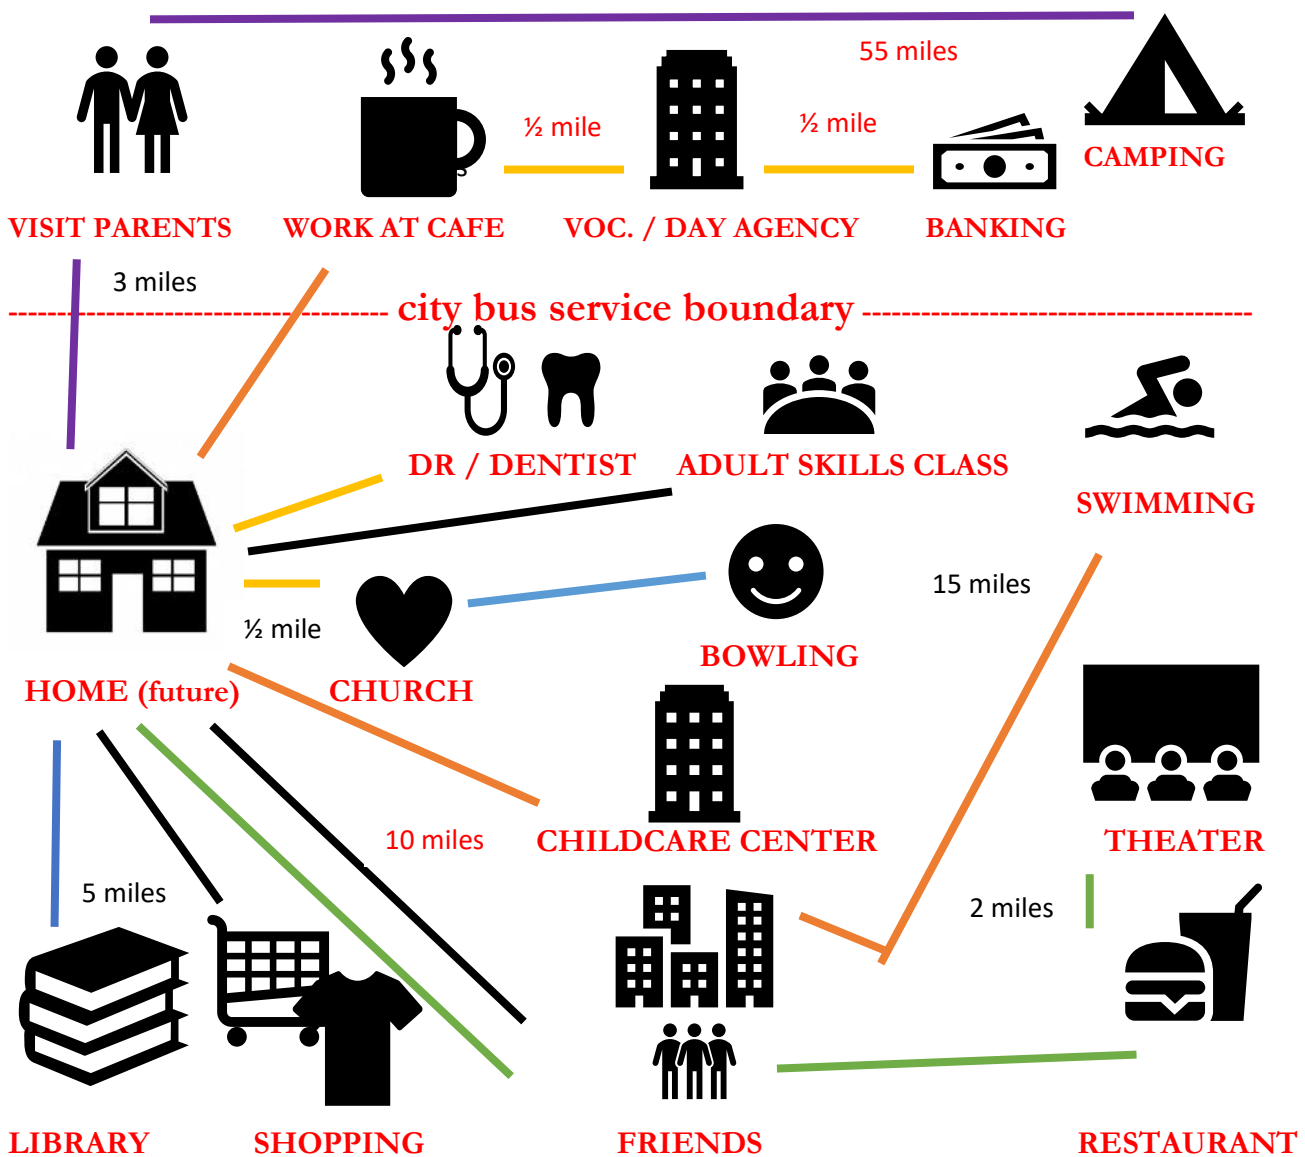 55 miles
½ mile
½ mile
CAMPING
VISIT PARENTS
WORK AT CAFE
VOC. / DAY AGENCY
BANKING
3 miles
city bus service boundary
DR / DENTIST
ADULT SKILLS CLASS
SWIMMING
15 miles
½ mile
BOWLING
HOME (future)
CHURCH
10 miles
CHILDCARE CENTER
THEATER
5 miles
2 miles
LIBRARY
SHOPPING
FRIENDS
RESTAURANT